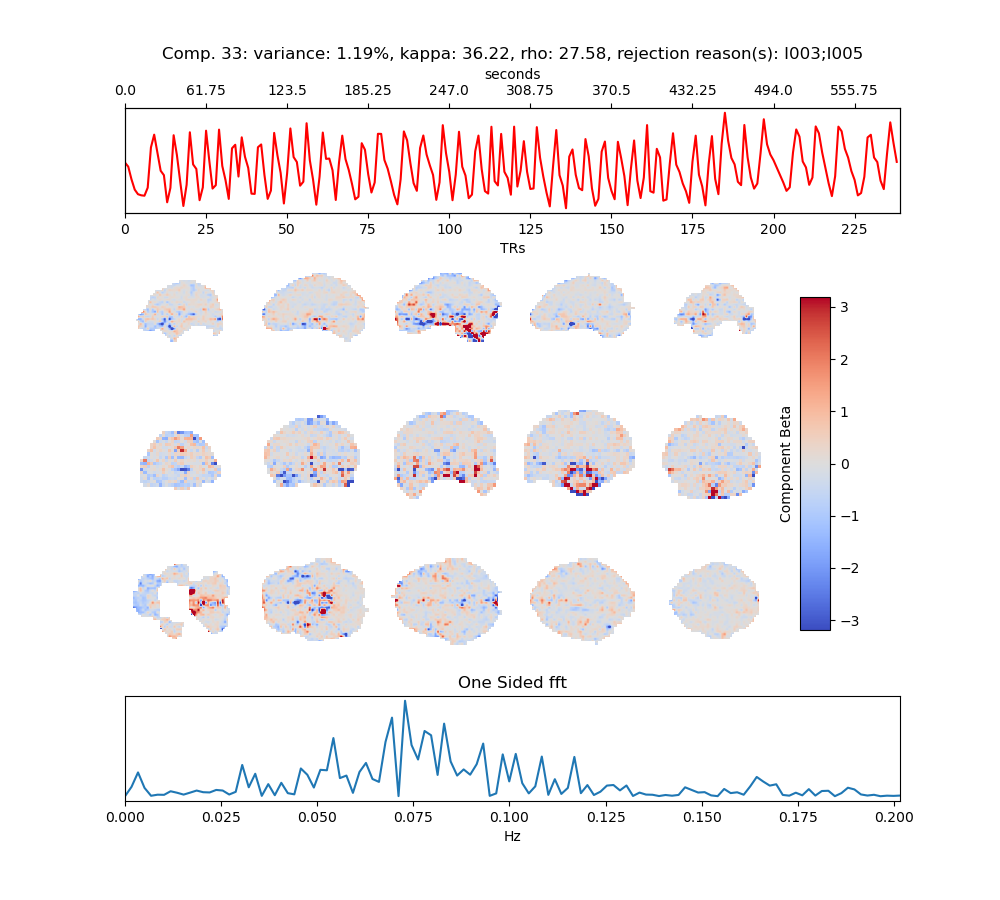 Comp. 33: variance: 1.19%, kappa: 36.22, rho: 27.58, rejection reason(s): I003;I005
seconds
0.0 61.75 123.5 185.25 247.0 308.75 370.5 432.25 494.0 555.75
0 25 50 75 100 125 150 175 200 225
TRs
Component Beta
3
2
1
0
−1
−2
−3
One Sided fft
0.000 0.025 0.050 0.075 0.100 0.125 0.150 0.175 0.200
Hz